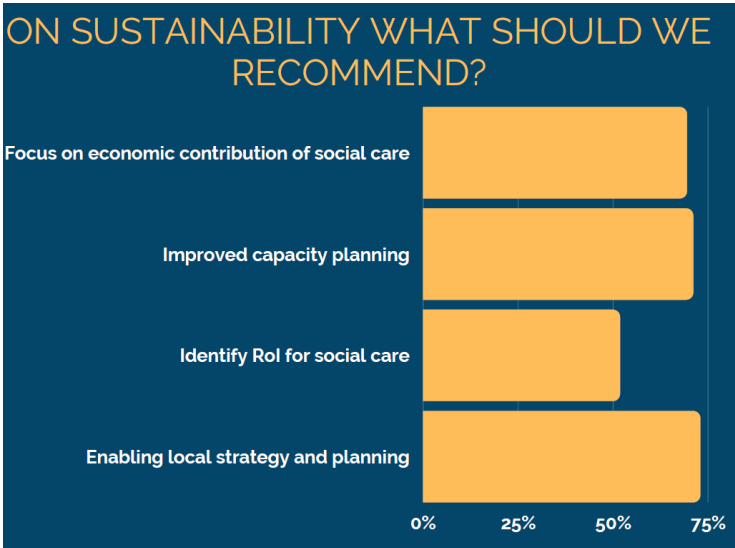 ON SUSTAINABILITY WHAT SHOULD WE
RECOMMEND?
Focus on economic contribution of social care
Improved capacity planning
Identify RoI for social care
Enabling local strategy and planning
0% 25% 50% 75%